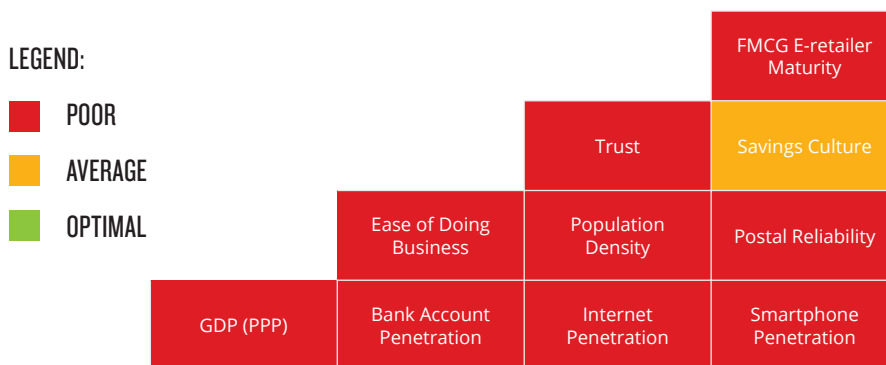 LEGEND:
POOR
AVERAGE
OPTIMAL
FMCG E-retailer
Maturity
Trust
Savings Culture
Ease of Doing
Business
Population
Density
Postal Reliability
GDP (PPP)
Bank Account
Penetration
Internet
Penetration
Smartphone
Penetration